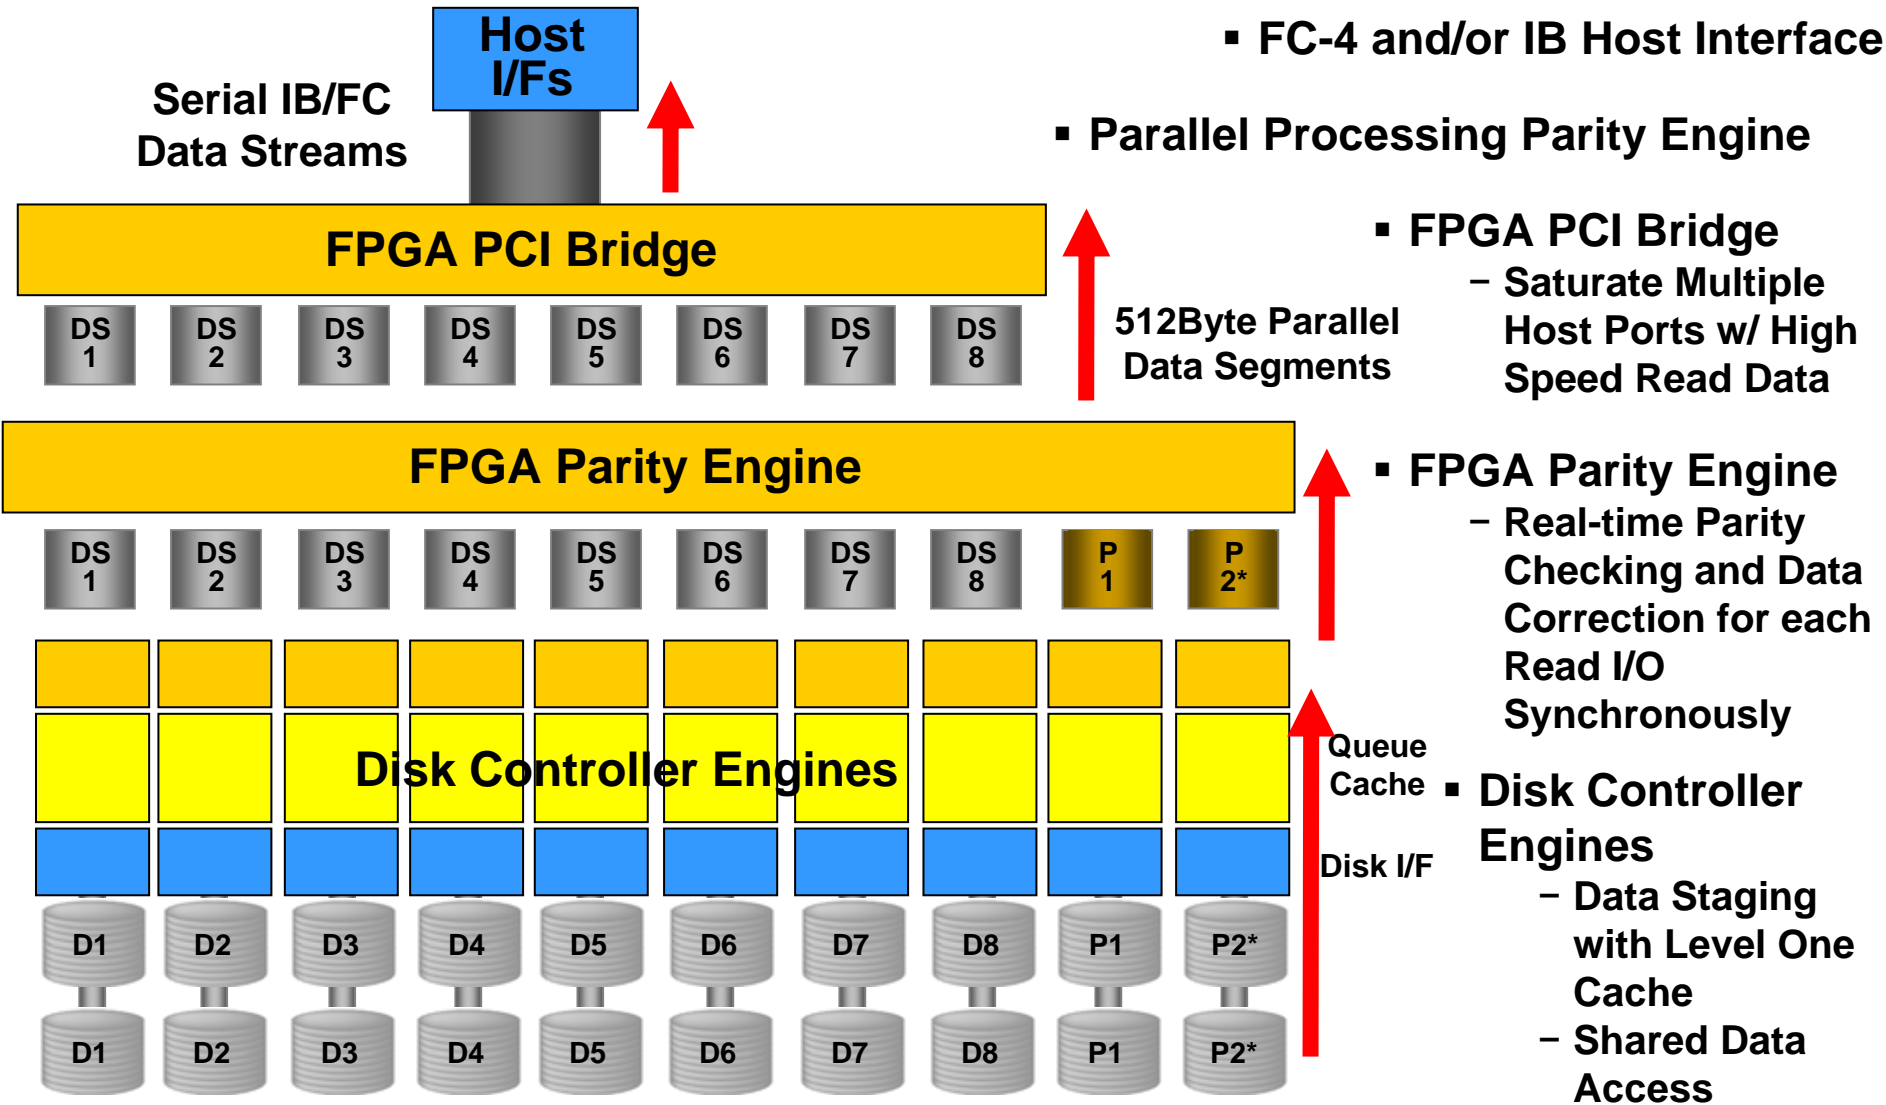 Host
I/Fs
Serial IB/FC
Data Streams
FPGA PCI Bridge
DS 1
DS 2
DS 3
DS 4
DS 5
DS 6
DS 7
DS 8
512Byte Parallel
Data Segments
FPGA Parity Engine
DS 1
DS 2
DS 3
DS 4
DS 5
DS 6
DS 7
DS 8
P 1
P 2*
Disk Controller Engines
Queue
Cache
Disk I/F
D1
D2
D3
D4
D5
D6
D7
D8
P1
P2*
D1
D2
D3
D4
D5
D6
D7
D8
P1
P2*
▪ FC-4 and/or IB Host Interface
▪ Parallel Processing Parity Engine
▪ FPGA PCI Bridge
– Saturate Multiple
Host Ports w/ High
Speed Read Data
▪ FPGA Parity Engine
– Real-time Parity
Checking and Data
Correction for each
Read I/O
Synchronously
▪ Disk Controller
Engines
– Data Staging
with Level One
Cache
– Shared Data
Access